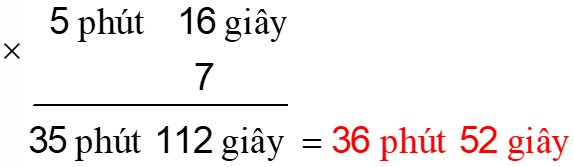 5 phút 16 giây
×
7
35 phút 112 giây = 36 phút 52 giây